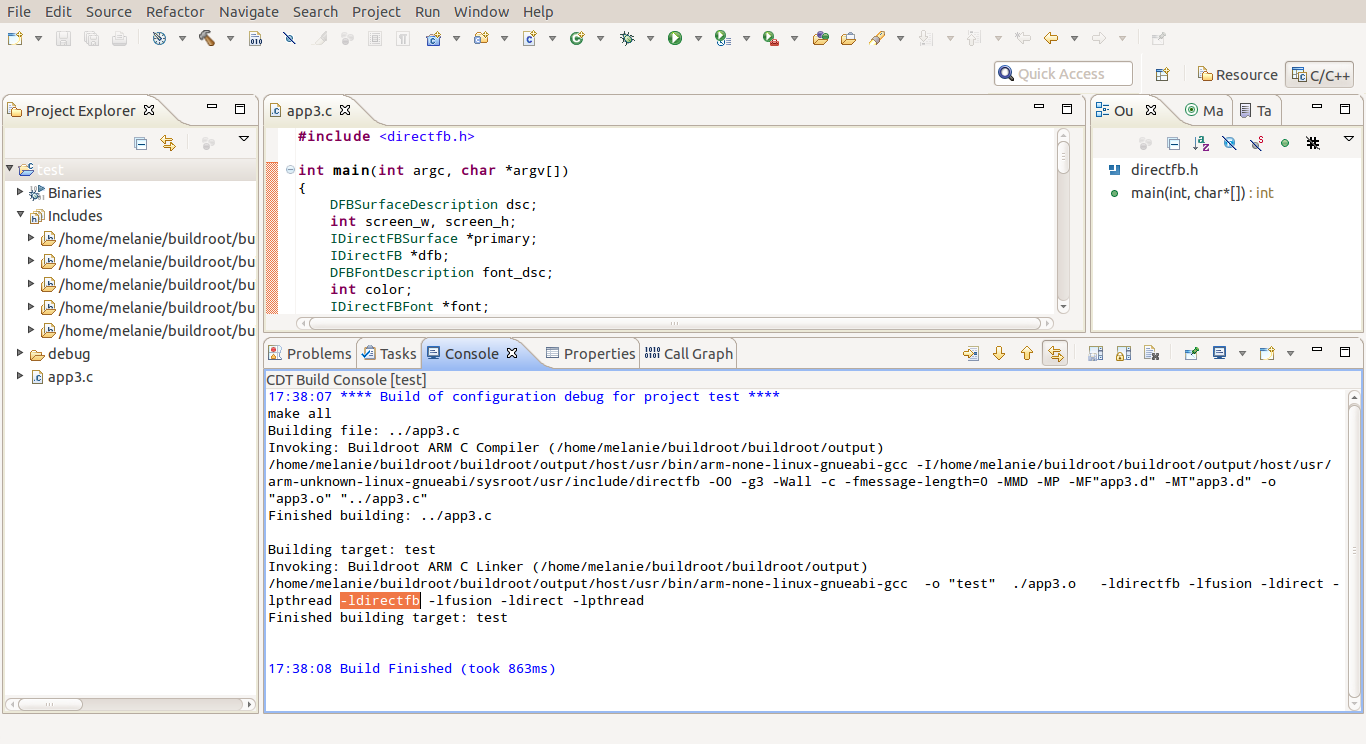 File Edit Source Refactor Navigate Search Project Run Window Help
Quick Access
Resource
C/C++
Project Explorer
test
Binaries
Includes
/home/melanie/buildroot/bu
/home/melanie/buildroot/bu
/home/melanie/buildroot/bu
/home/melanie/buildroot/bu
/home/melanie/buildroot/bu
debug
app3.c
app3.c
#include <directfb.h>
int main(int argc, char *argv[])
{
DFBSurfaceDescription dsc;
int screen_w, screen_h;
IDirectFBSurface *primary;
IDirectFB *dfb;
DFBFontDescription font_dsc;
int color;
IDirectFBFont *font;
Ou
Ma
Ta
directfb.h
main(int, char*[]) : int
Problems
Tasks
Console
Properties
Call Graph
CDT Build Console [test]
17:38:07 **** Build of configuration debug for project test ****
make all
Building file: ../app3.c
Invoking: Buildroot ARM C Compiler (/home/melanie/buildroot/buildroot/output)
/home/melanie/buildroot/buildroot/output/host/usr/bin/arm-none-linux-gnueabi-gcc -I/home/melanie/buildroot/buildroot/output/host/usr/
arm-unknown-linux-gnueabi/sysroot/usr/include/directfb -O0 -g3 -Wall -c -fmessage-length=0 -MMD -MP -MF"app3.d" -MT"app3.d" -o
"app3.o" "../app3.c"
Finished building: ../app3.c
Building target: test
Invoking: Buildroot ARM C Linker (/home/melanie/buildroot/buildroot/output)
/home/melanie/buildroot/buildroot/output/host/usr/bin/arm-none-linux-gnueabi-gcc  -o "test"  ./app3.o   -ldirectfb -lfusion -ldirect -
lpthread -ldirectfb -lfusion -ldirect -lpthread
Finished building target: test
17:38:08 Build Finished (took 863ms)